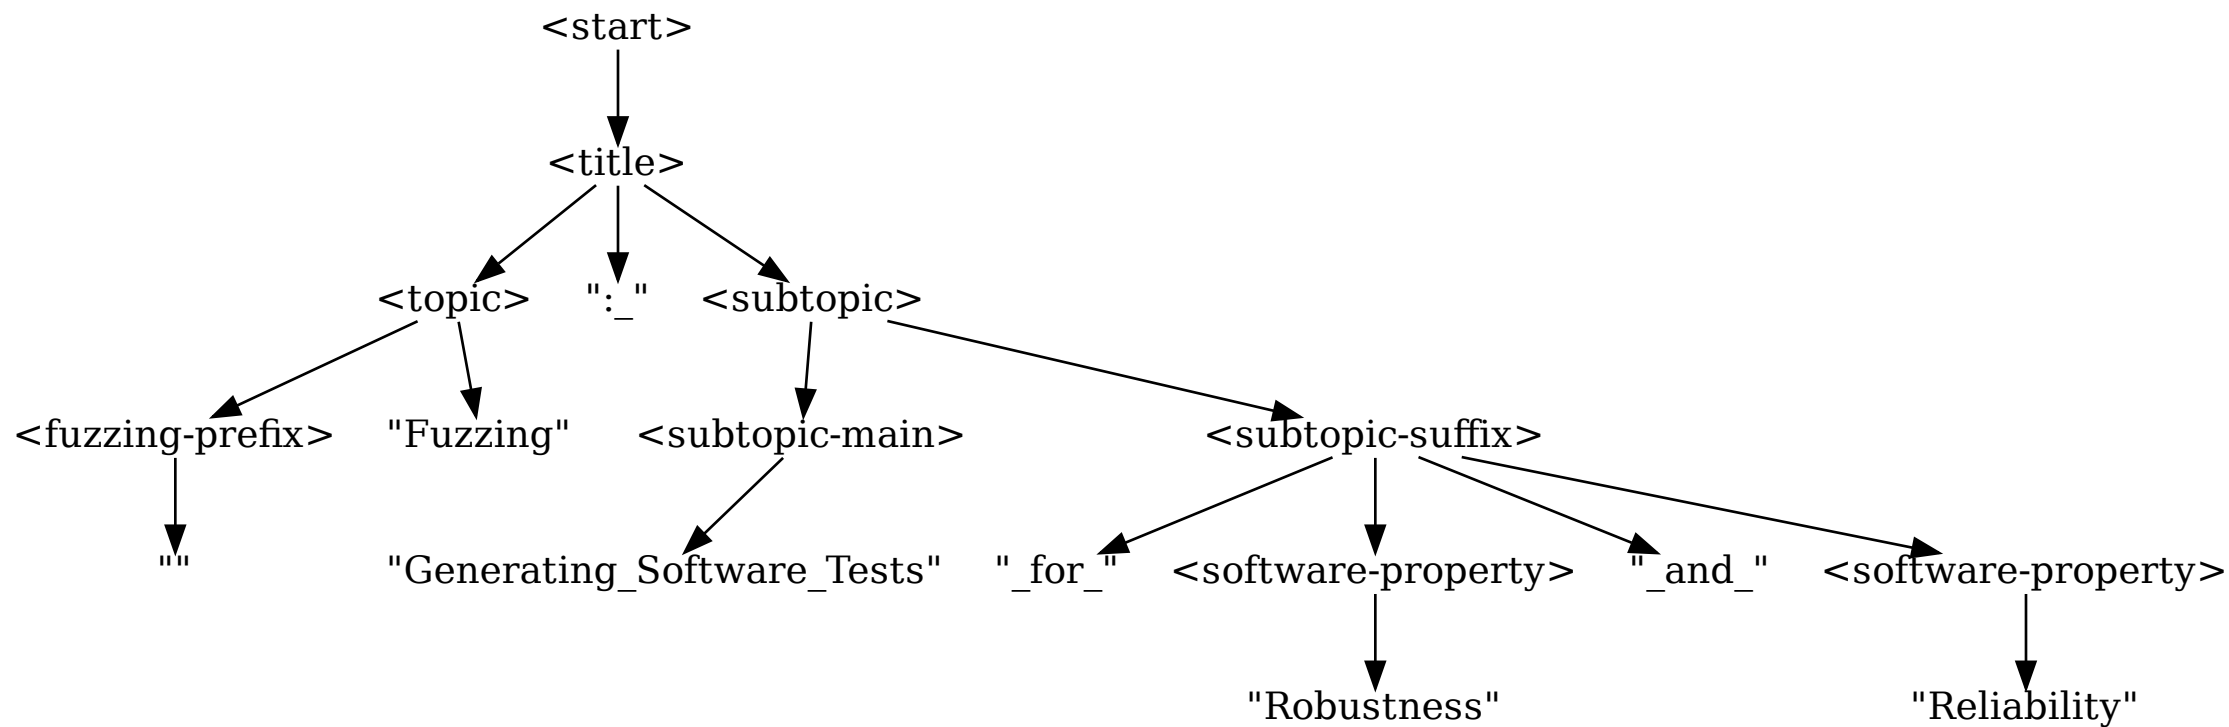 <start>
<title>
<topic> ":_" <subtopic>
<fuzzing-prefix> "Fuzzing" <subtopic-main> <subtopic-suffix>
"" "Generating_Software_Tests" "_for_" <software-property> "_and_" <software-property>
"Robustness" "Reliability"